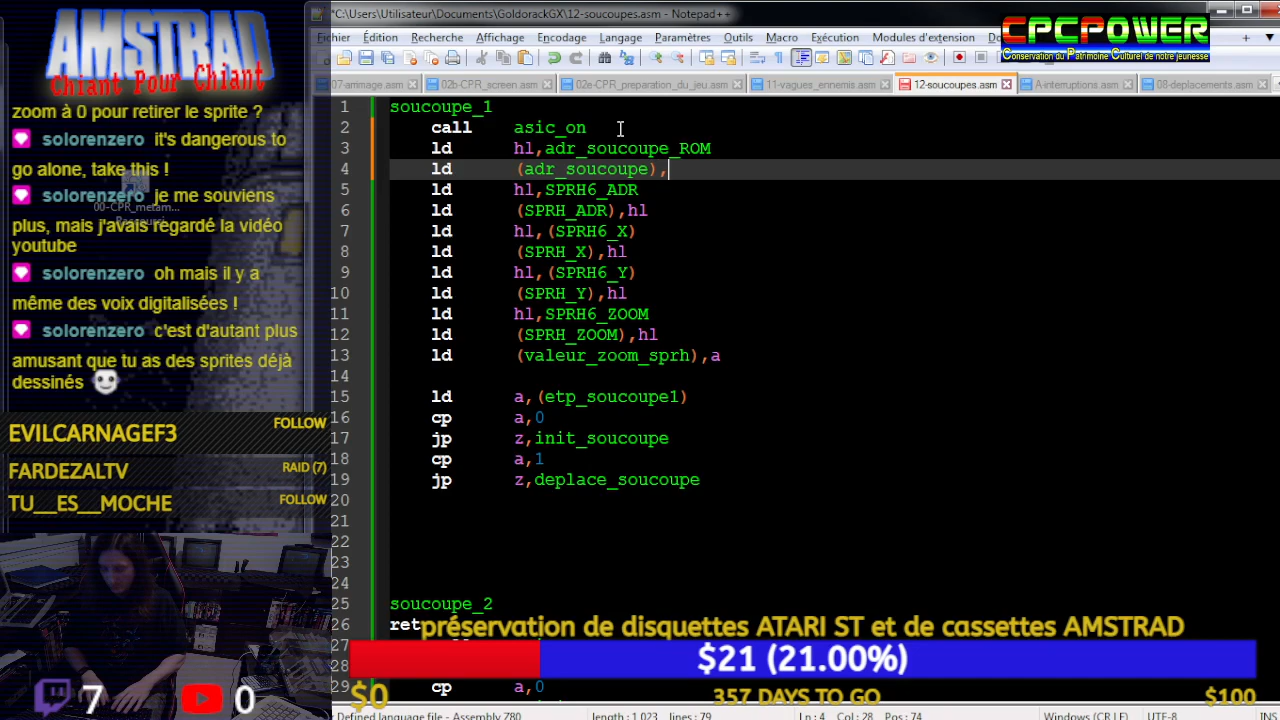 AMSTRAD
Chiant Pour Chiant
zoom à 0 pour retirer le sprite ?
solorenzero it's dangerous to
go alone, take this !
solorenzero je me souviens
plus, mais j'avais regardé la vidéo
youtube
solorenzero oh mais il y a
même des voix digitalisées !
solorenzero c'est d'autant plus
amusant que tu as des sprites déjà
dessinés
EVILCARNAGEF3 FOLLOW
FARDEZALTV RAID (7)
TU__ES__MOCHE FOLLOW
7 0
*C:\Users\Utilisateur\Documents\GoldorackGX\12-soucoupes.asm - Notepad++
Fichier Édition Recherche Affichage Encodage Langage Paramètres Outils Macro Exécution Modules d'extension
CPCPOWER
Conservation du Patrimoine Culturel de notre jeunesse
02b-CPR_screen.asm 02e-CPR_preparation_du_jeu.asm 11-vagues_ennemis.asm 12-soucoupes.asm A-interruptions.asm 08-deplacements.asm
1 soucoupe_1
2 call asic_on
3 ld hl,adr_soucoupe_ROM
4 ld (adr_soucoupe),
5 ld hl,SPRH6_ADR
6 ld (SPRH_ADR),hl
7 ld hl,(SPRH6_X)
8 ld (SPRH_X),hl
9 ld hl,(SPRH6_Y)
10 ld (SPRH_Y),hl
11 ld hl,SPRH6_ZOOM
12 ld (SPRH_ZOOM),hl
13 ld (valeur_zoom_sprh),a
14
15 ld a,(etp_soucoupe1)
16 cp a,0
17 jp z,init_soucoupe
18 cp a,1
19 jp z,deplace_soucoupe
20
21
22
23
24
25 soucoupe_2
26 ret
27
28
29 cp a,0
préservation de disquettes ATARI ST et de cassettes AMSTRAD
$21 (21.00%)
$0 357 DAYS TO GO $100
Defined language file - Assembly Z80 length : 1 023 lines : 79 Ln : 4 Col : 28 Pos : 74 Windows (CR LF) UTF-8 INS